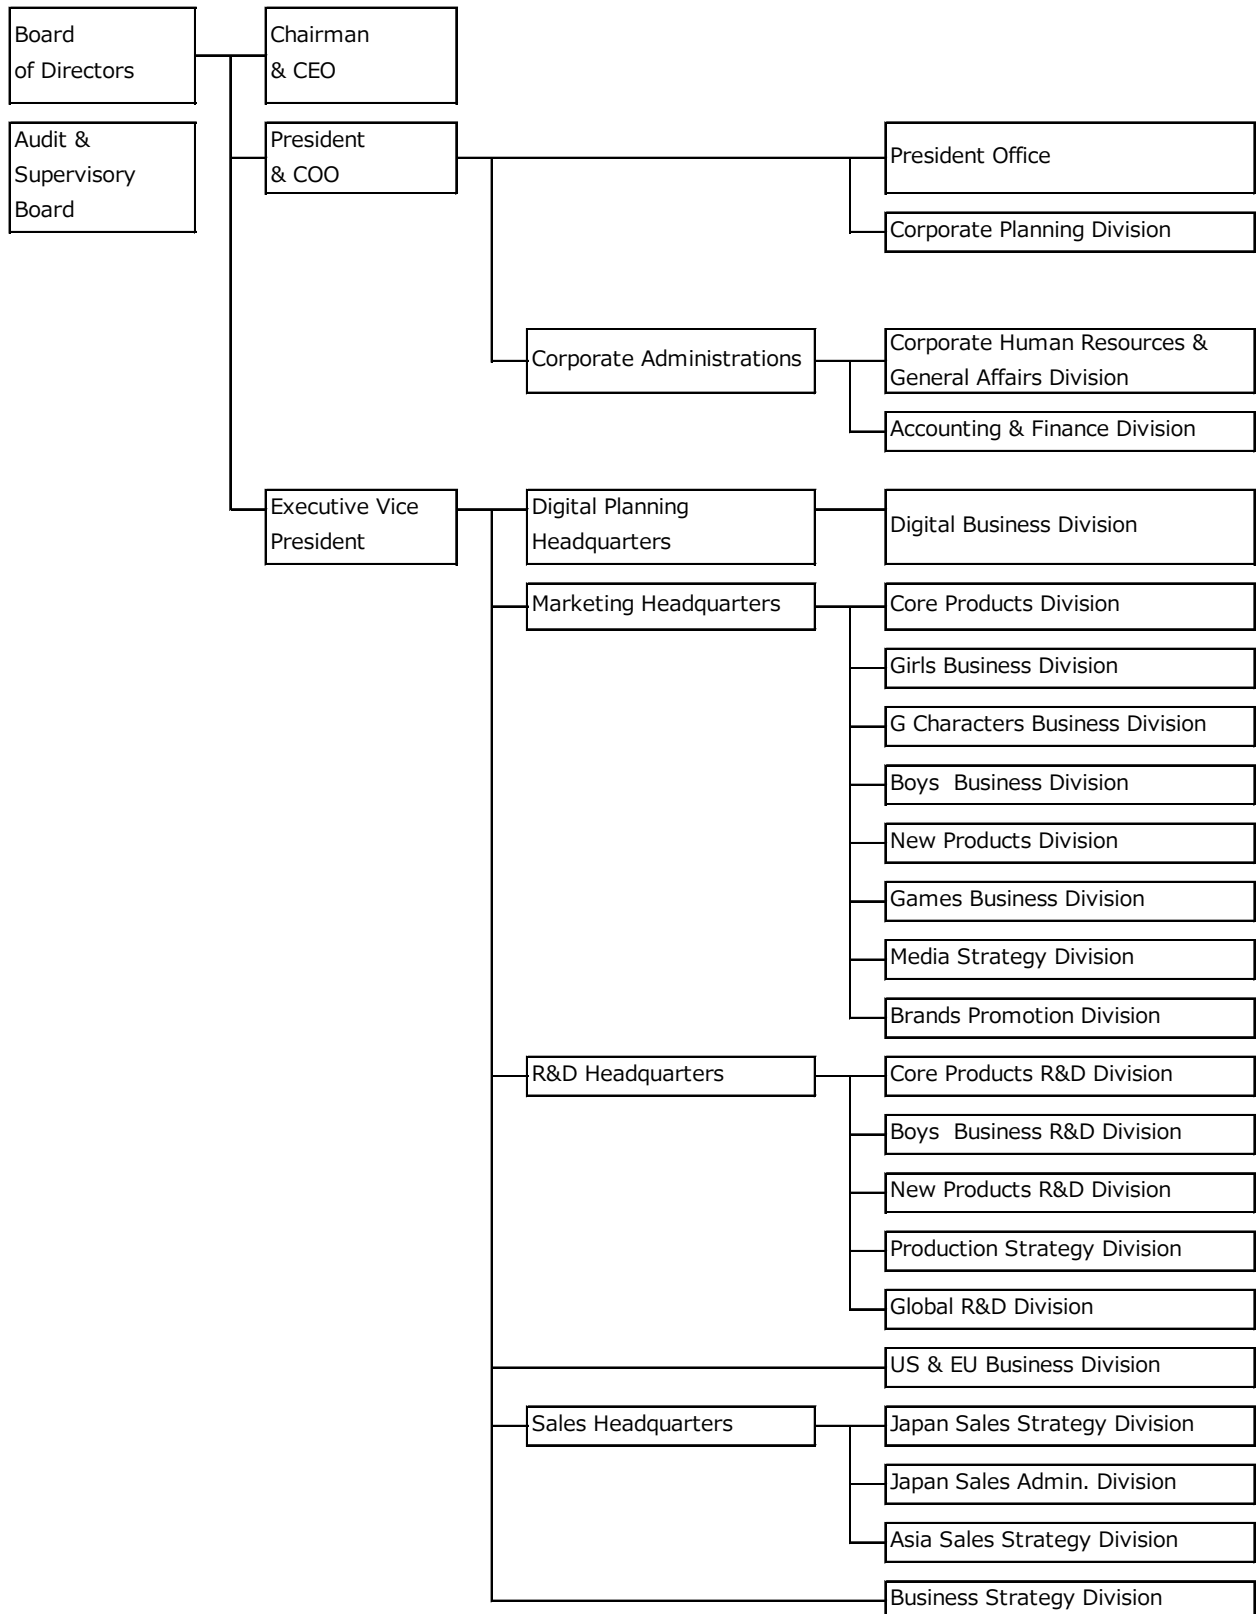 Board
of Directors
Chairman
& CEO
Audit &
Supervisory
Board
President
& COO
President Office
Corporate Planning Division
Corporate Administrations
Corporate Human Resources &
General Affairs Division
Accounting & Finance Division
Executive Vice
President
Digital Planning
Headquarters
Digital Business Division
Marketing Headquarters
Core Products Division
Girls Business Division
G Characters Business Division
Boys  Business Division
New Products Division
Games Business Division
Media Strategy Division
Brands Promotion Division
R&D Headquarters
Core Products R&D Division
Boys  Business R&D Division
New Products R&D Division
Production Strategy Division
Global R&D Division
US & EU Business Division
Sales Headquarters
Japan Sales Strategy Division
Japan Sales Admin. Division
Asia Sales Strategy Division
Business Strategy Division